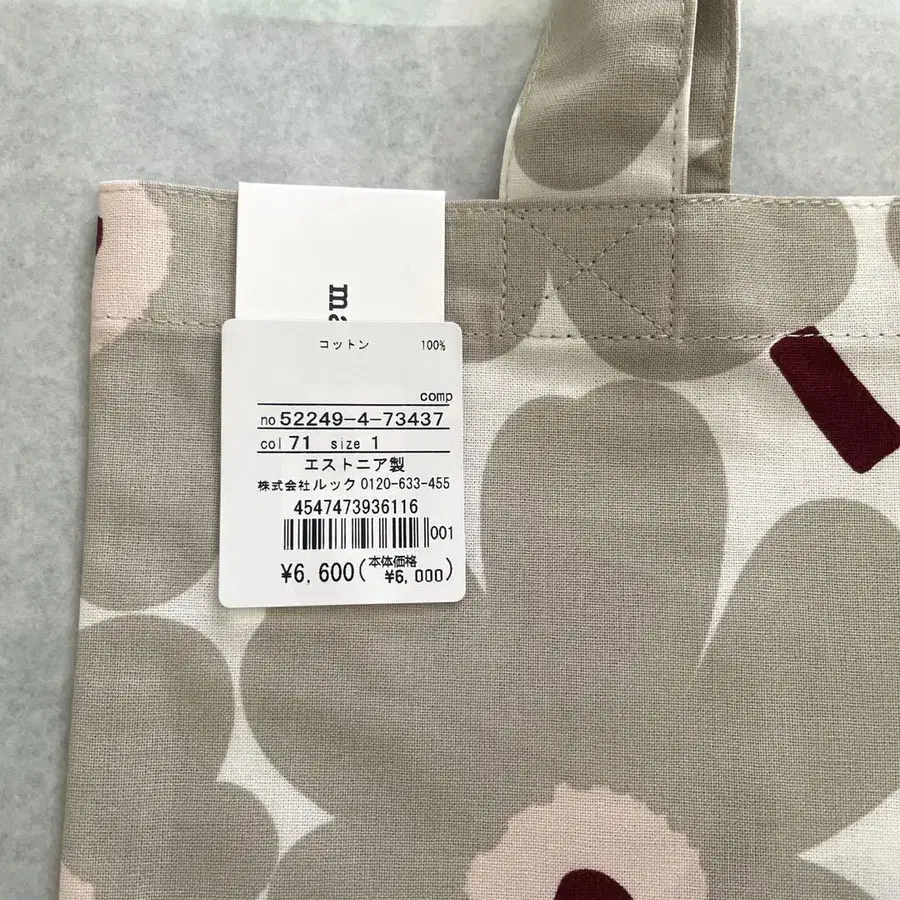 ma
コットン 100%
comp
no 52249-4-73437
col 71 size 1
エストニア製
株式会社ルック 0120-633-455
4547473936116
001
¥6,600(本体価格
¥6,000)